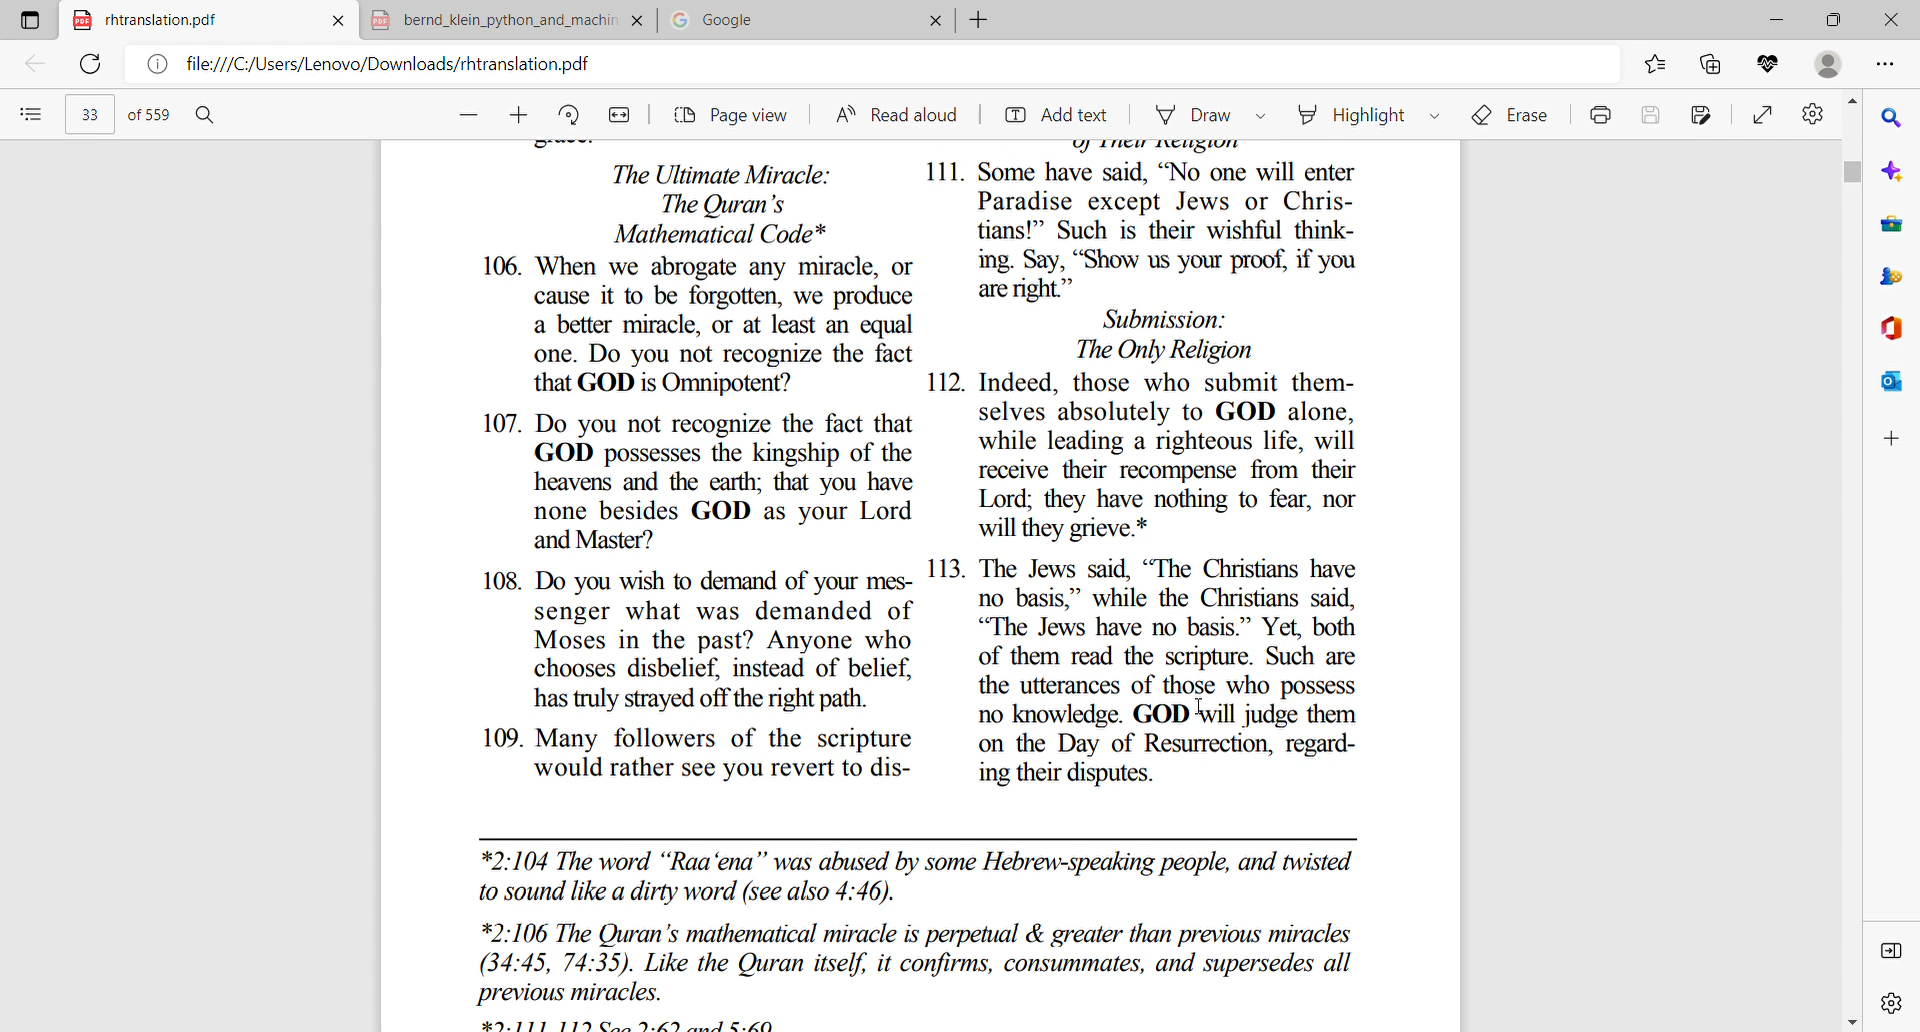 rhtranslation.pdf
bernd_klein_python_and_machin
Google
file:///C:/Users/Lenovo/Downloads/rhtranslation.pdf
33 of 559
Page view
Read aloud
Add text
Draw
Highlight
Erase
grace.
The Ultimate Miracle:
The Quran's
Mathematical Code*
106. When we abrogate any miracle, or
cause it to be forgotten, we produce
a better miracle, or at least an equal
one. Do you not recognize the fact
that GOD is Omnipotent?
107. Do you not recognize the fact that
GOD possesses the kingship of the
heavens and the earth; that you have
none besides GOD as your Lord
and Master?
108. Do you wish to demand of your mes-
senger what was demanded of
Moses in the past? Anyone who
chooses disbelief, instead of belief,
has truly strayed off the right path.
109. Many followers of the scripture
would rather see you revert to dis-
of Their Religion
111. Some have said, “No one will enter
Paradise except Jews or Chris-
tians!” Such is their wishful think-
ing. Say, “Show us your proof, if you
are right.”
Submission:
The Only Religion
112. Indeed, those who submit them-
selves absolutely to GOD alone,
while leading a righteous life, will
receive their recompense from their
Lord; they have nothing to fear, nor
will they grieve.*
113. The Jews said, “The Christians have
no basis,” while the Christians said,
“The Jews have no basis.” Yet, both
of them read the scripture. Such are
the utterances of those who possess
no knowledge. GOD will judge them
on the Day of Resurrection, regard-
ing their disputes.
*2:104 The word “Raa‘ena” was abused by some Hebrew-speaking people, and twisted
to sound like a dirty word (see also 4:46).
*2:106 The Quran's mathematical miracle is perpetual & greater than previous miracles
(34:45, 74:35). Like the Quran itself, it confirms, consummates, and supersedes all
previous miracles.
*2:111-112 See 2:62 and 5:69.